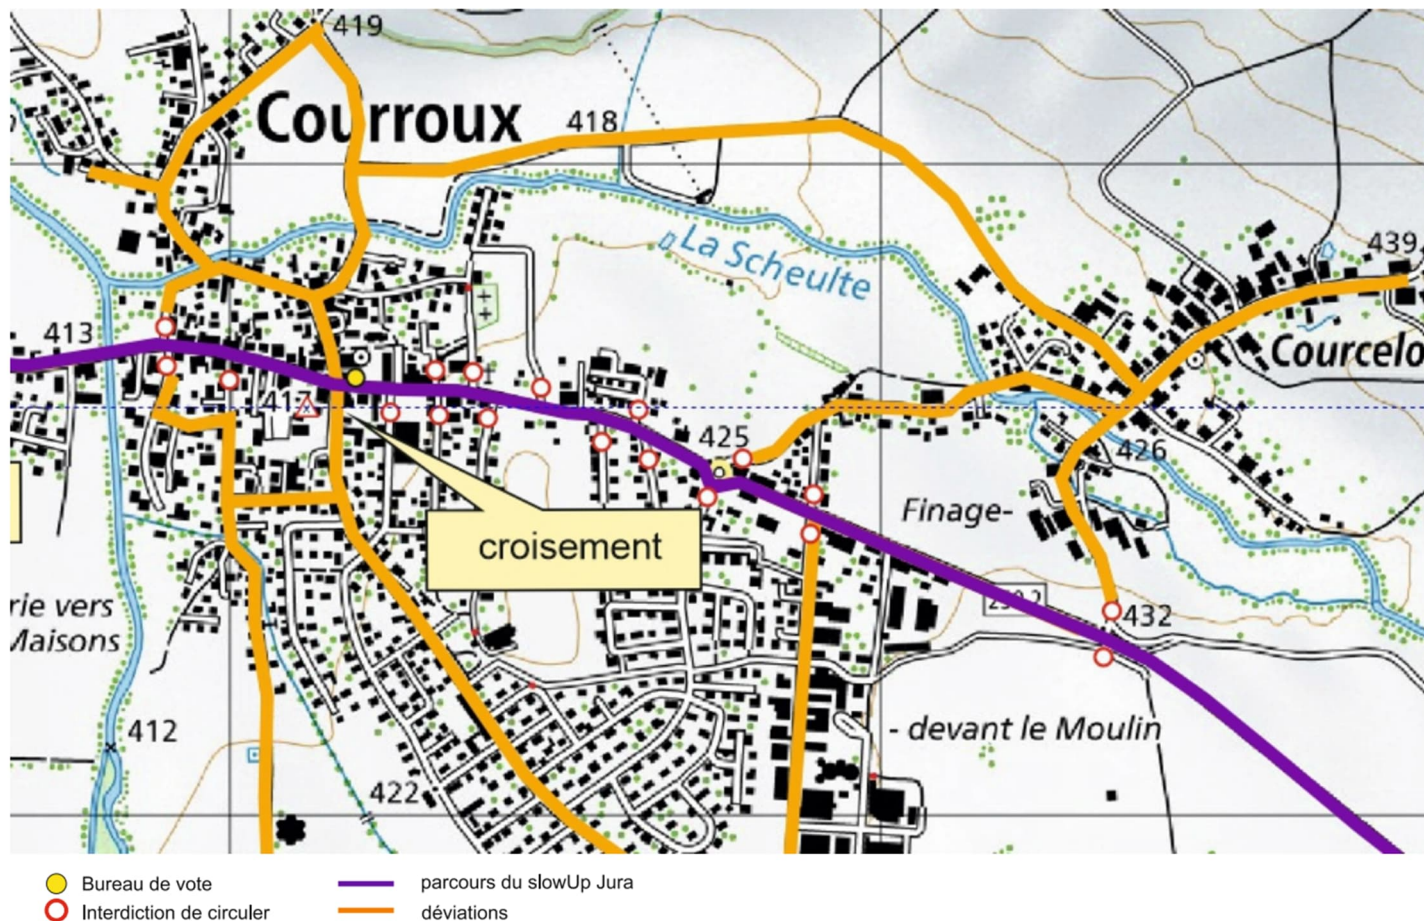 419
Courroux
418
La Scheulte
439
413
Courcelo
425
426
croisement
Finage-
rie vers
Maisons
432
- devant le Moulin
412
422
Bureau de vote
parcours du slowUp Jura
Interdiction de circuler
déviations